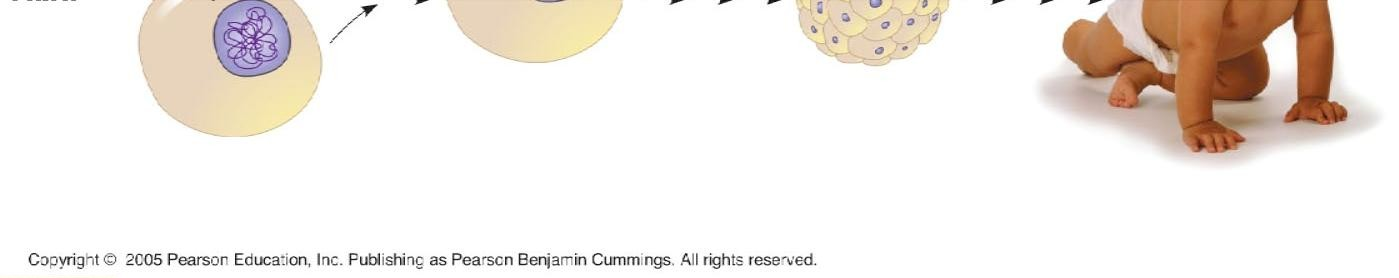 Copyright © 2005 Pearson Education, Inc. Publishing as Pearson Benjamin Cummings. All rights reserved.